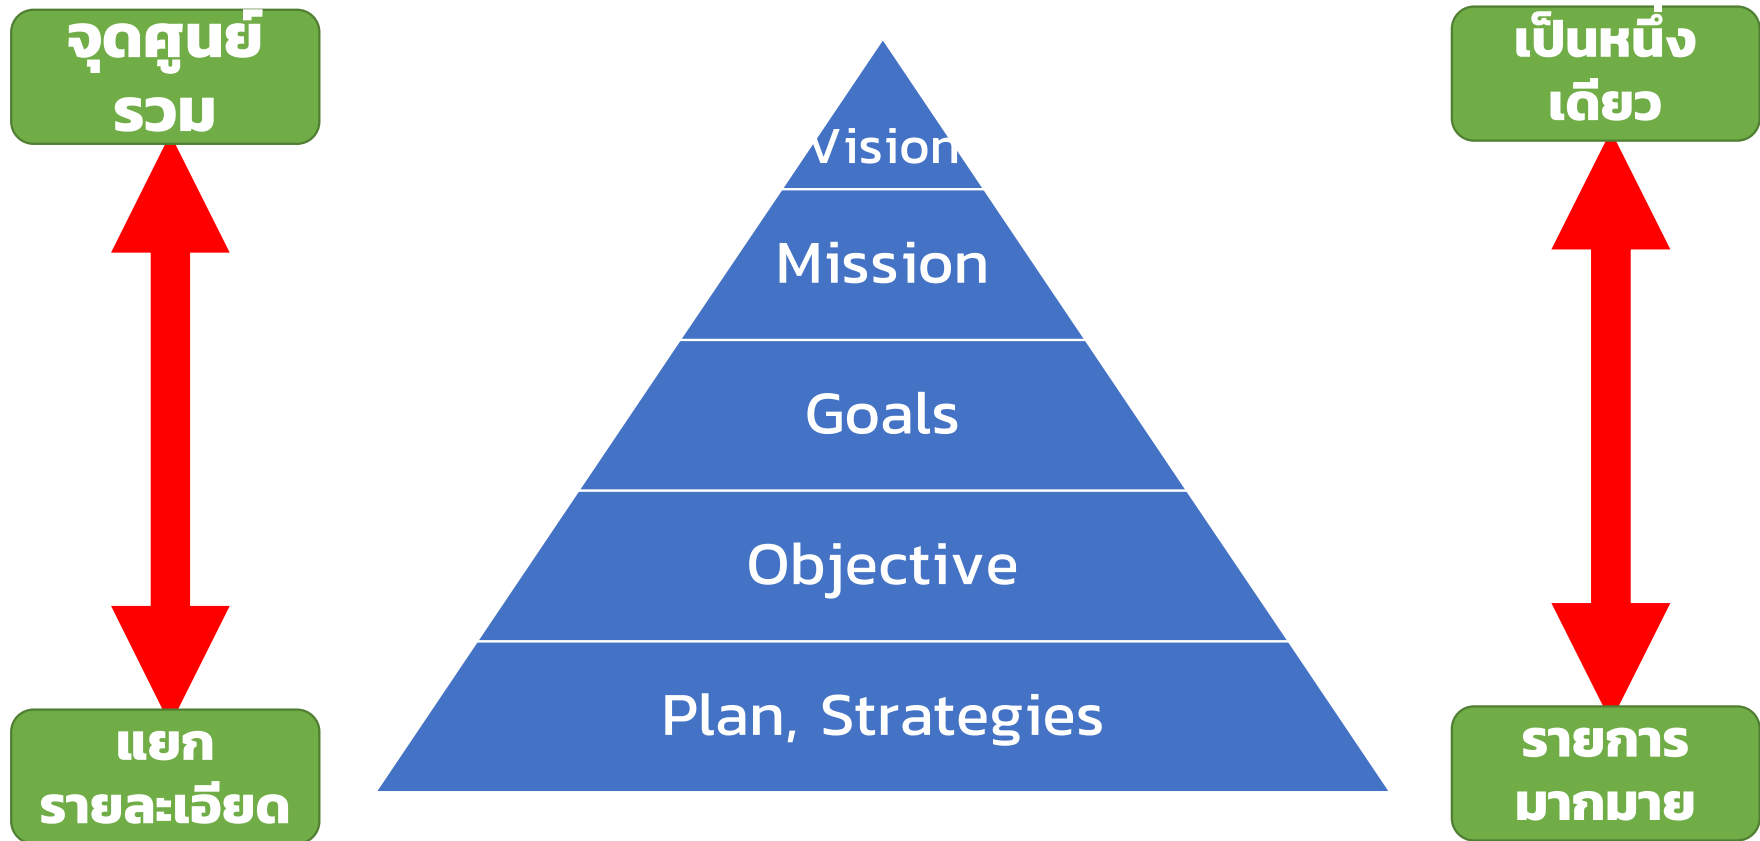 จุดศูนย์
รวม
เป็นหนึ่ง
เดียว
Vision
Mission
Goals
Objective
Plan, Strategies
แยก
รายละเอียด
รายการ
มากมาย